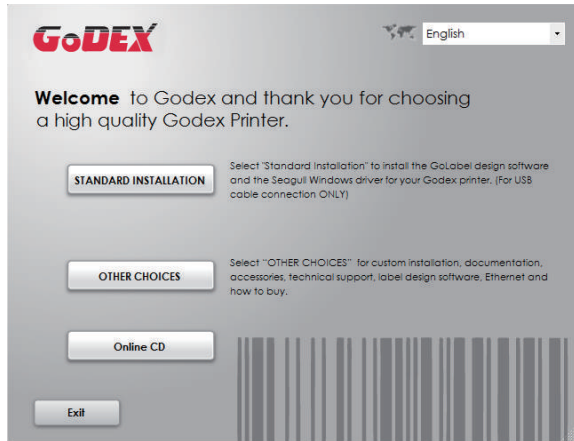 GoDEX
English
Welcome to Godex and thank you for choosing
a high quality Godex Printer.
STANDARD INSTALLATION
Select "Standard Installation" to install the GoLabel design software
and the Seagull Windows driver for your Godex printer. (For USB
cable connection ONLY)
OTHER CHOICES
Select "OTHER CHOICES" for custom installation, documentation,
accessories, technical support, label design software, Ethernet and
how to buy.
Online CD
Exit